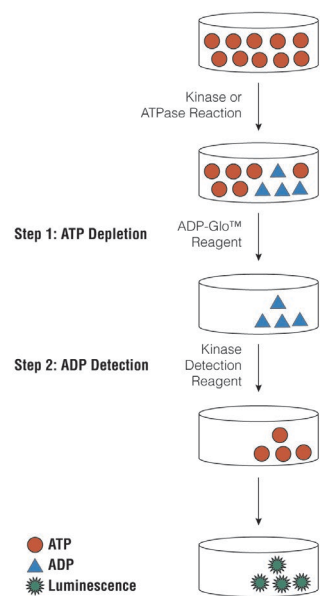 Kinase or
ATPase Reaction
Step 1: ATP Depletion
ADP-Glo™
Reagent
Step 2: ADP Detection
Kinase
Detection
Reagent
ATP
ADP
Luminescence